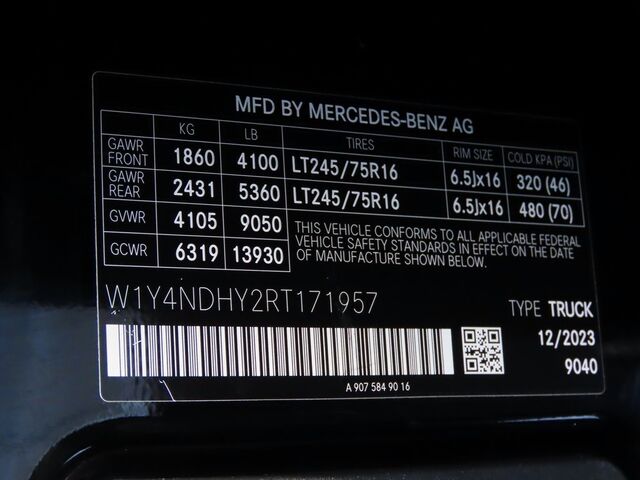 MFD BY MERCEDES-BENZ AG
KG LB TIRES RIM SIZE COLD KPA (PSI)
GAWR FRONT 1860 4100 LT245/75R16 6.5Jx16 320 (46)
GAWR REAR 2431 5360 LT245/75R16 6.5Jx16 480 (70)
GVWR 4105 9050
GCWR 6319 13930
THIS VEHICLE CONFORMS TO ALL APPLICABLE FEDERAL
VEHICLE SAFETY STANDARDS IN EFFECT ON THE DATE
OF MANUFACTURE SHOWN BELOW.
W1Y4NDHY2RT171957
TYPE TRUCK
12/2023
9040
A 907 584 90 16